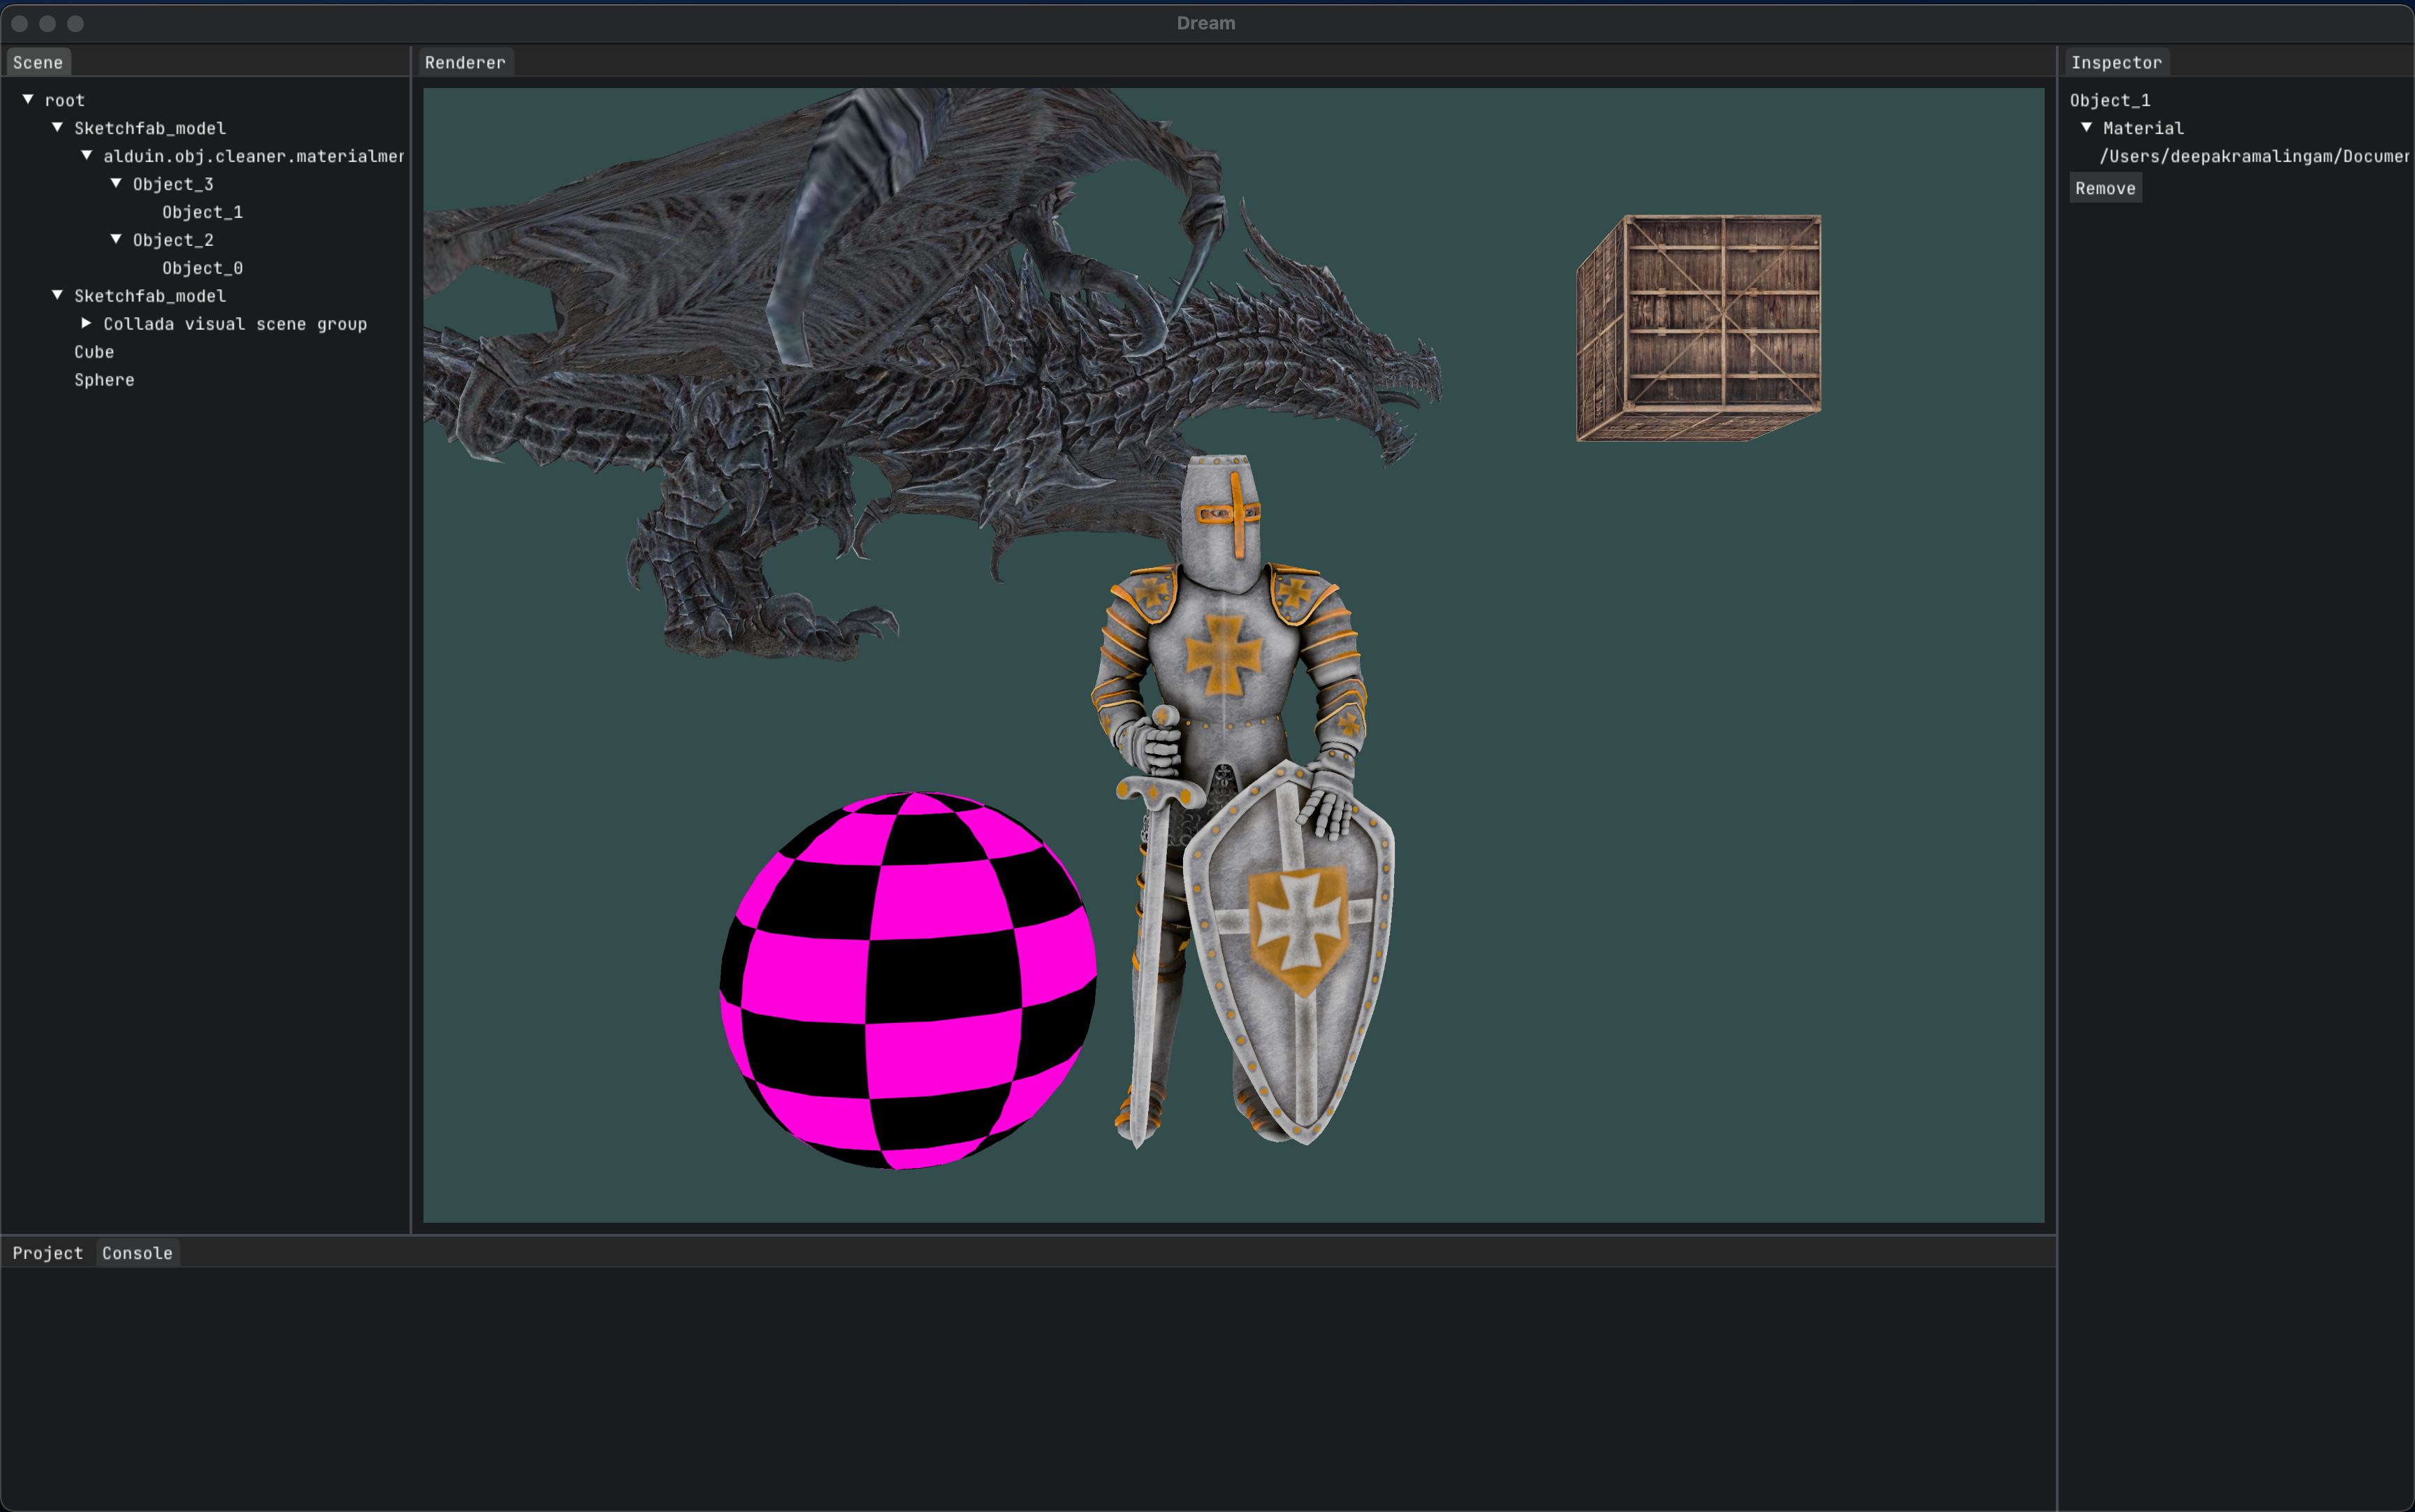 Dream
Scene
root
Sketchfab_model
alduin.obj.cleaner.materialmer
Object_3
Object_1
Object_2
Object_0
Sketchfab_model
Collada visual scene group
Cube
Sphere
Renderer
Inspector
Object_1
Material
/Users/deepakramalingam/Documen
Remove
Project Console